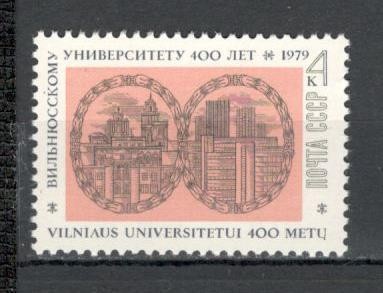 ВИЛЬНЮССКОМУ
УНИВЕРСИТЕТУ 400 ЛЕТ * 1979
4 К
ПОЧТА СССР
VILNIAUS UNIVERSITETUI 400 METŲ